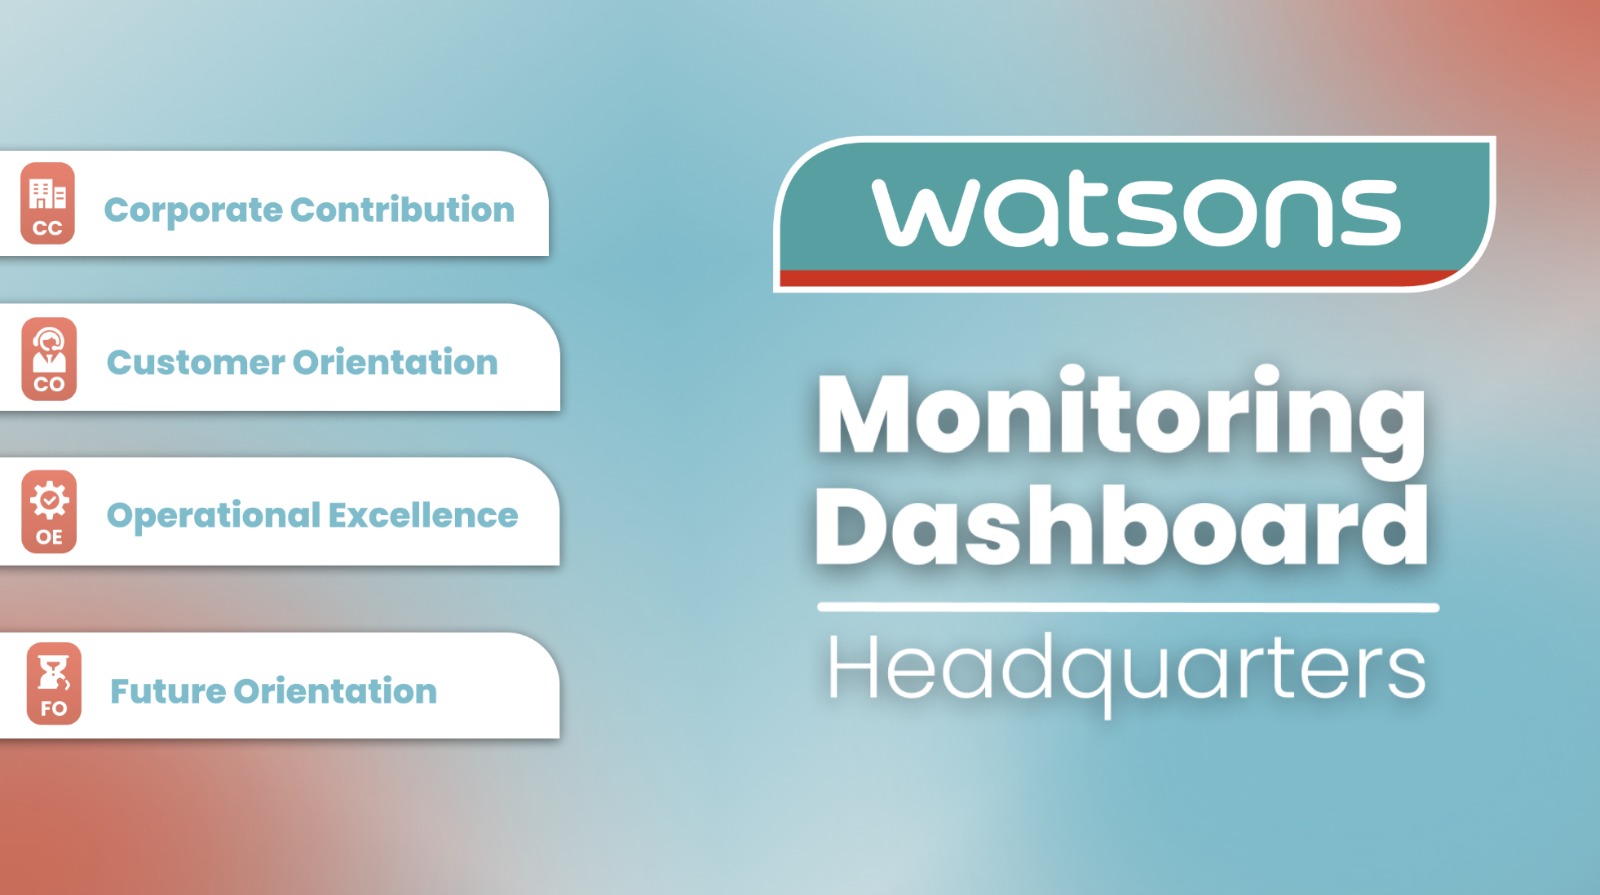 CC
Corporate Contribution
CO
Customer Orientation
OE
Operational Excellence
FO
Future Orientation
watsons
Monitoring
Dashboard
Headquarters